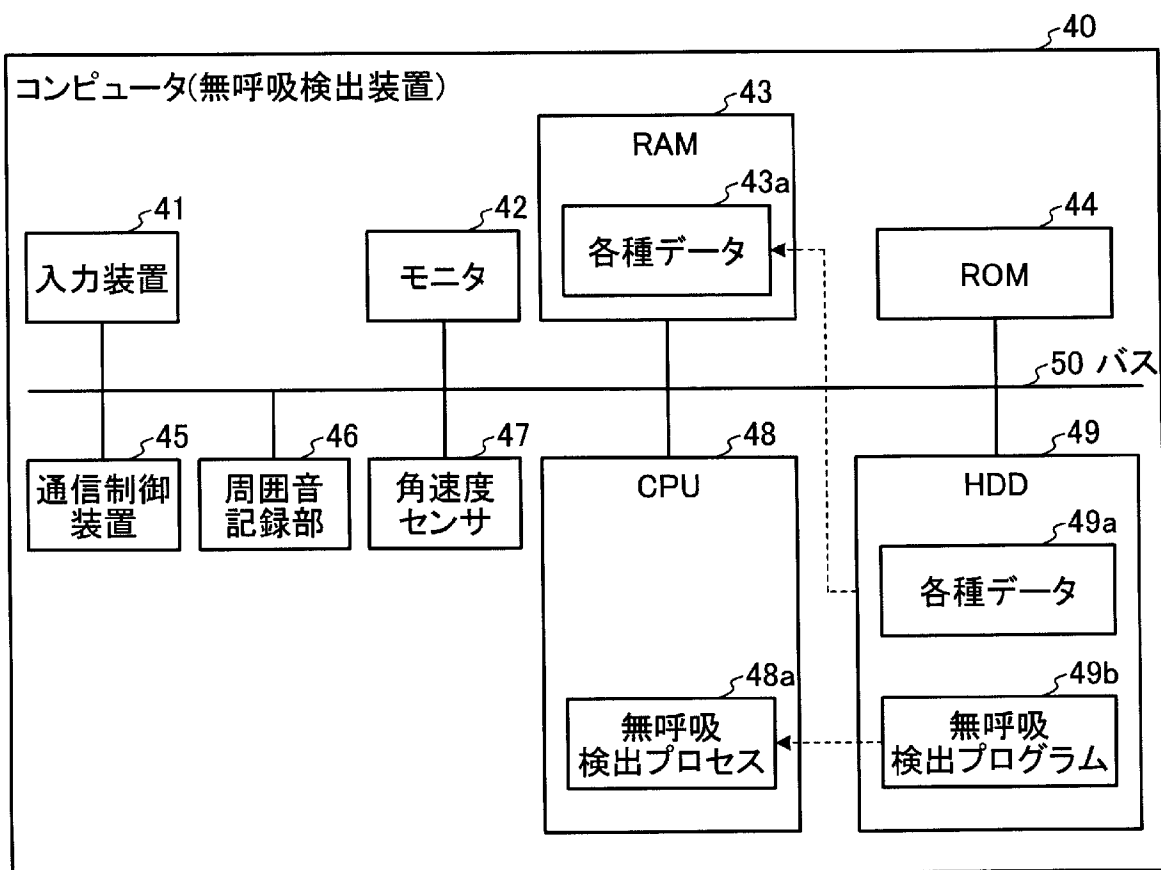 40
コンピュータ(無呼吸検出装置)
43
RAM
43a
各種データ
41
入力装置
42
モニタ
44
ROM
50 バス
45
通信制御
装置
46
周囲音
記録部
47
角速度
センサ
48
CPU
48a
無呼吸
検出プロセス
49
HDD
49a
各種データ
49b
無呼吸
検出プログラム